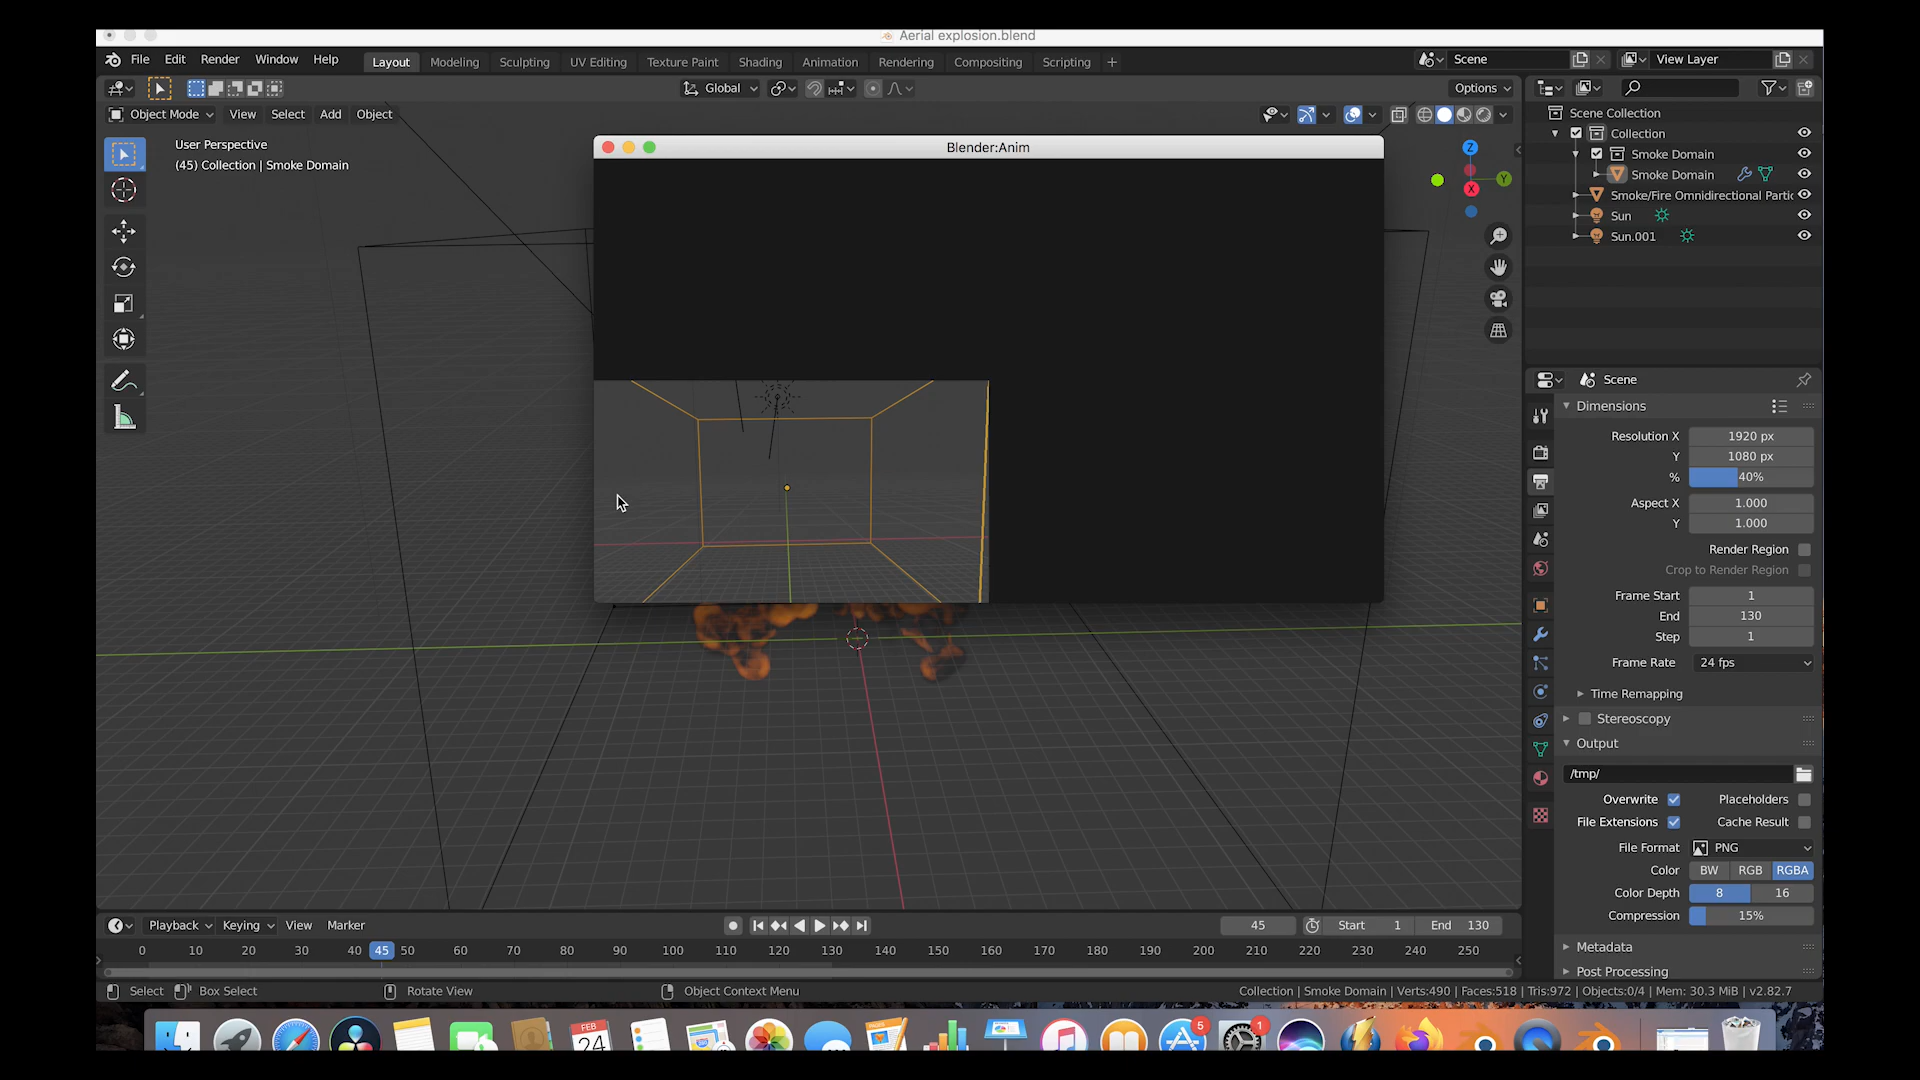 Aerial explosion.blend
File Edit Render Window Help Layout Modeling Sculpting UV Editing Texture Paint Shading Animation Rendering Compositing Scripting + Scene View Layer
Global Options
Object Mode View Select Add Object
User Perspective
(45) Collection | Smoke Domain
Blender:Anim
Z
Y
X
Scene Collection
Collection
Smoke Domain
Smoke Domain
Smoke/Fire Omnidirectional Partic
Sun
Sun.001
Scene
Dimensions
Resolution X 1920 px
Y 1080 px
% 40%
Aspect X 1.000
Y 1.000
Render Region
Crop to Render Region
Frame Start 1
End 130
Step 1
Frame Rate 24 fps
Time Remapping
Stereoscopy
Output
/tmp/
Overwrite Placeholders
File Extensions Cache Result
File Format PNG
Color BW RGB RGBA
Color Depth 8 16
Compression 15%
Metadata
Post Processing
Playback Keying View Marker 45 Start 1 End 130
0 10 20 30 40 45 50 60 70 80 90 100 110 120 130 140 150 160 170 180 190 200 210 220 230 240 250
Select Box Select Rotate View Object Context Menu Collection | Smoke Domain | Verts:490 | Faces:518 | Tris:972 | Objects:0/4 | Mem: 30.3 MiB | v2.82.7
FEB
24
5
1